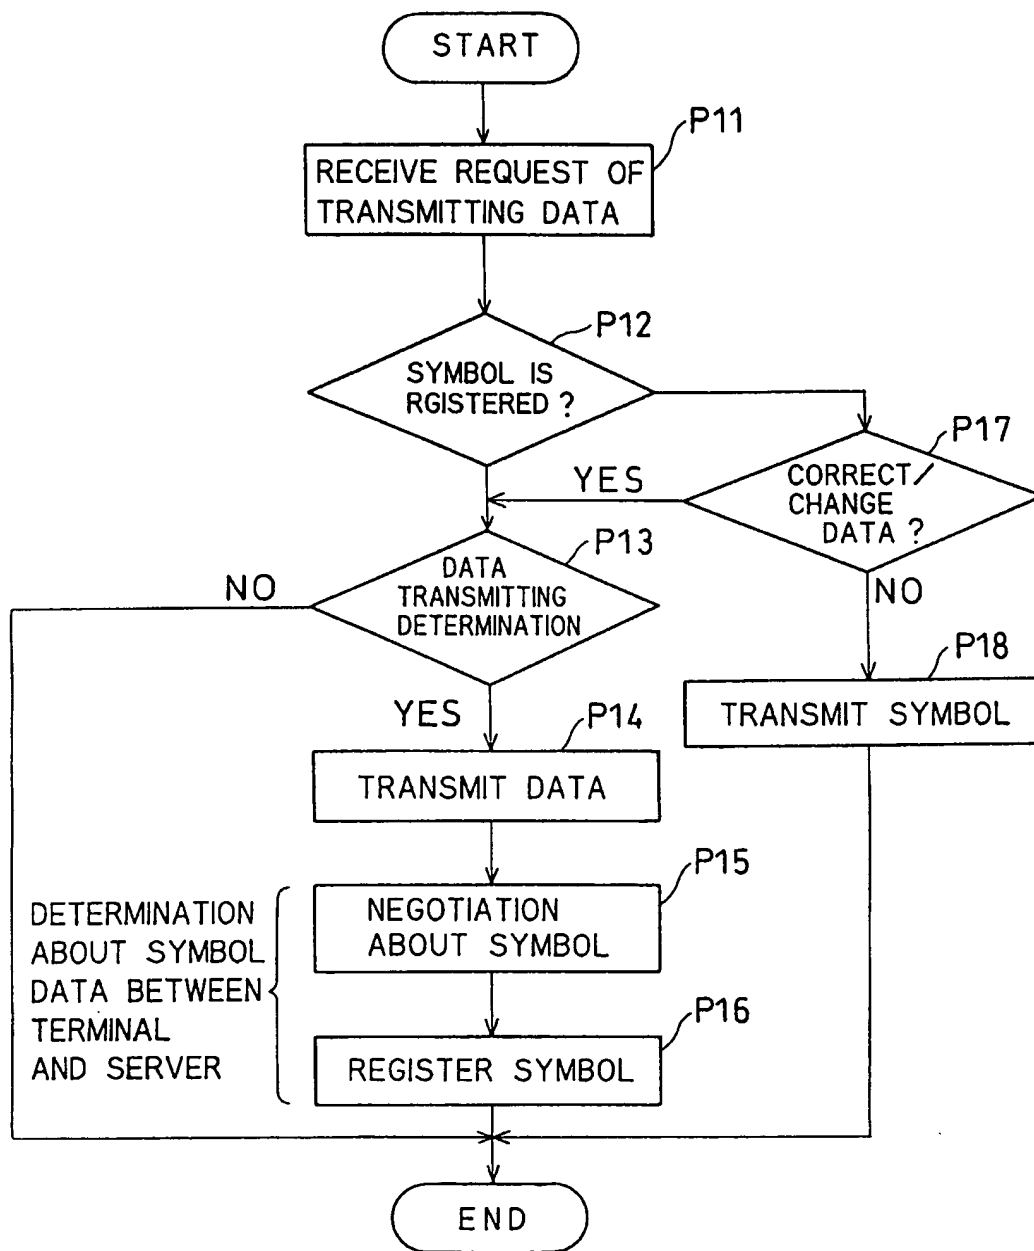 START
P11
RECEIVE REQUEST OF
TRANSMITTING DATA
P12
SYMBOL IS
RGISTERED ?
P17
CORRECT/
CHANGE
DATA ?
YES
P13
DATA
TRANSMITTING
DETERMINATION
NO
NO
P18
TRANSMIT SYMBOL
YES
P14
TRANSMIT DATA
P15
NEGOTIATION
ABOUT SYMBOL
DETERMINATION
ABOUT SYMBOL
DATA BETWEEN
TERMINAL
AND SERVER
P16
REGISTER SYMBOL
END